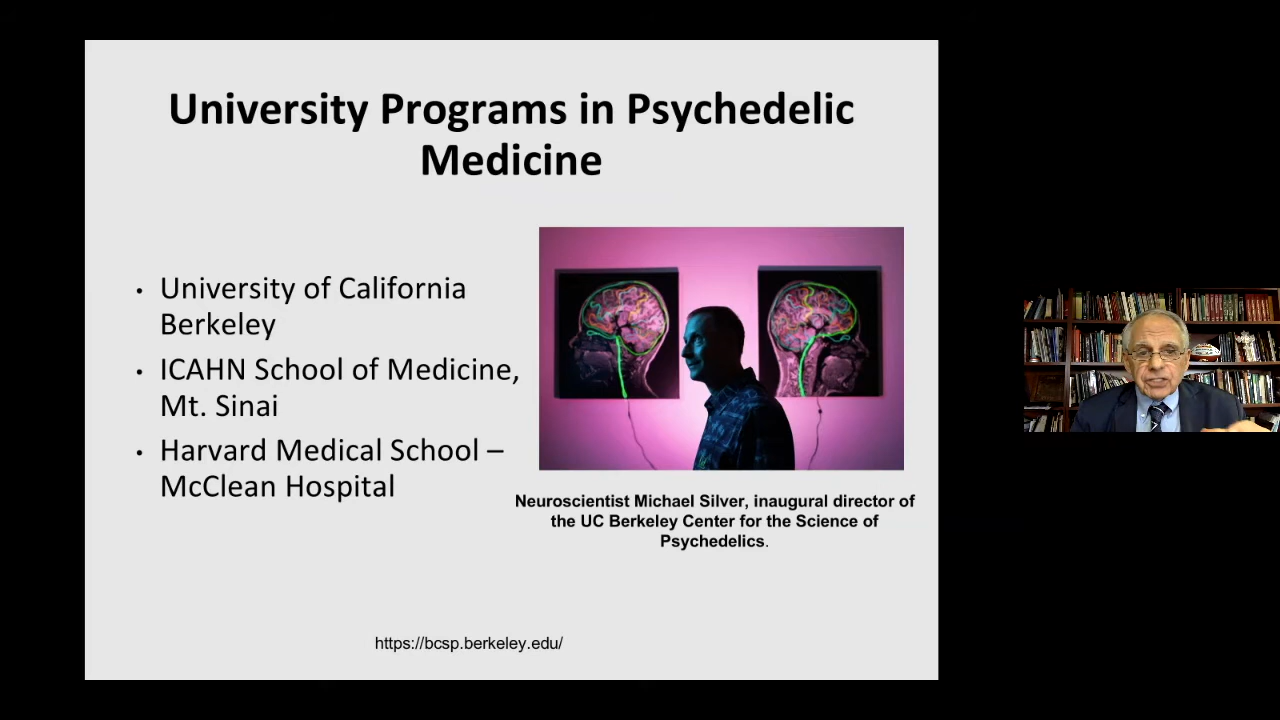 University Programs in Psychedelic
Medicine
• University of California
Berkeley
• ICAHN School of Medicine,
Mt. Sinai
• Harvard Medical School –
McClean Hospital
Neuroscientist Michael Silver, inaugural director of
the UC Berkeley Center for the Science of
Psychedelics.
https://bcsp.berkeley.edu/